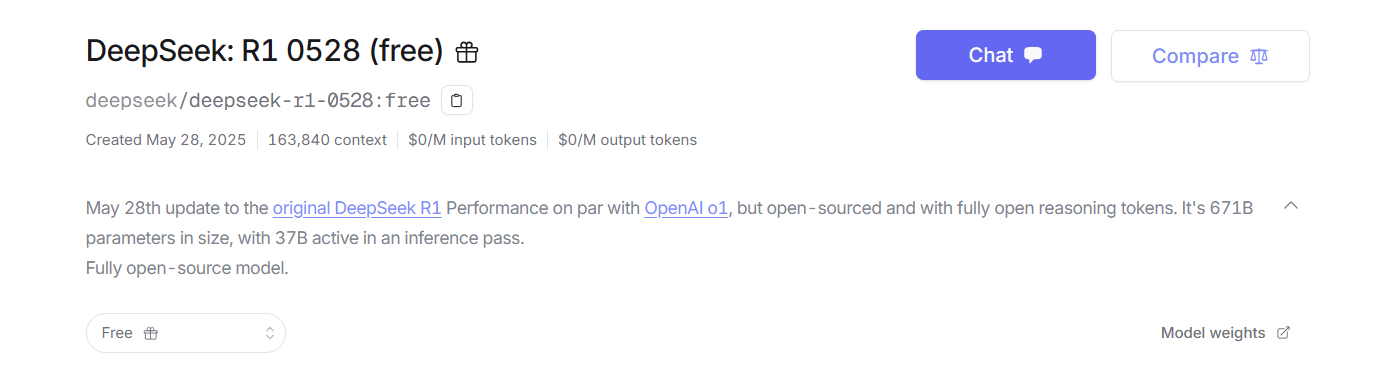 DeepSeek: R1 0528 (free)
Chat
Compare
deepseek/deepseek-r1-0528:free
Created May 28, 2025
163,840 context
$0/M input tokens
$0/M output tokens
May 28th update to the original DeepSeek R1 Performance on par with OpenAI o1, but open-sourced and with fully open reasoning tokens. It's 671B
parameters in size, with 37B active in an inference pass.
Fully open-source model.
Free
Model weights